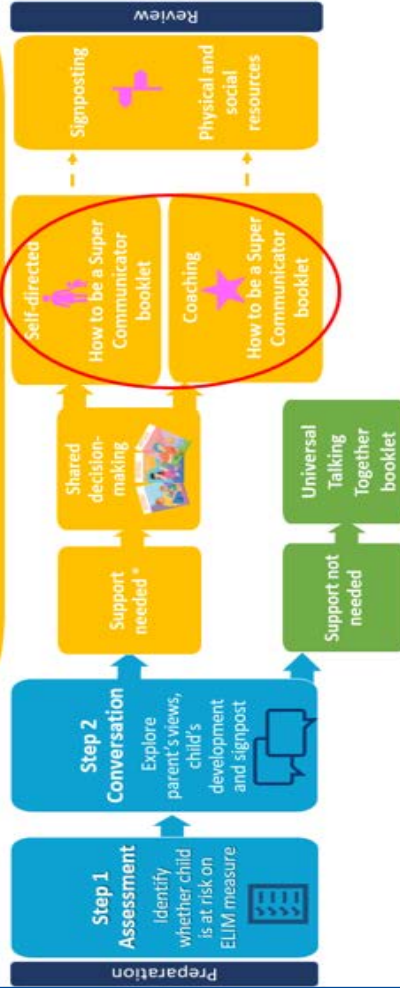 Preparation
Step 1
Assessment
Identify
whether child
is at risk on
ELIM measure
Step 2
Conversation
Explore
parent's views,
child's
development
and signpost
Support
needed *
Shared
decision-
making
Self-directed
How to be a Super
Communicator
booklet
Coaching
How to be a Super
Communicator
booklet
Signposting
Physical and
social
resources
Review
Support not
needed
Universal
Talking
Together
booklet